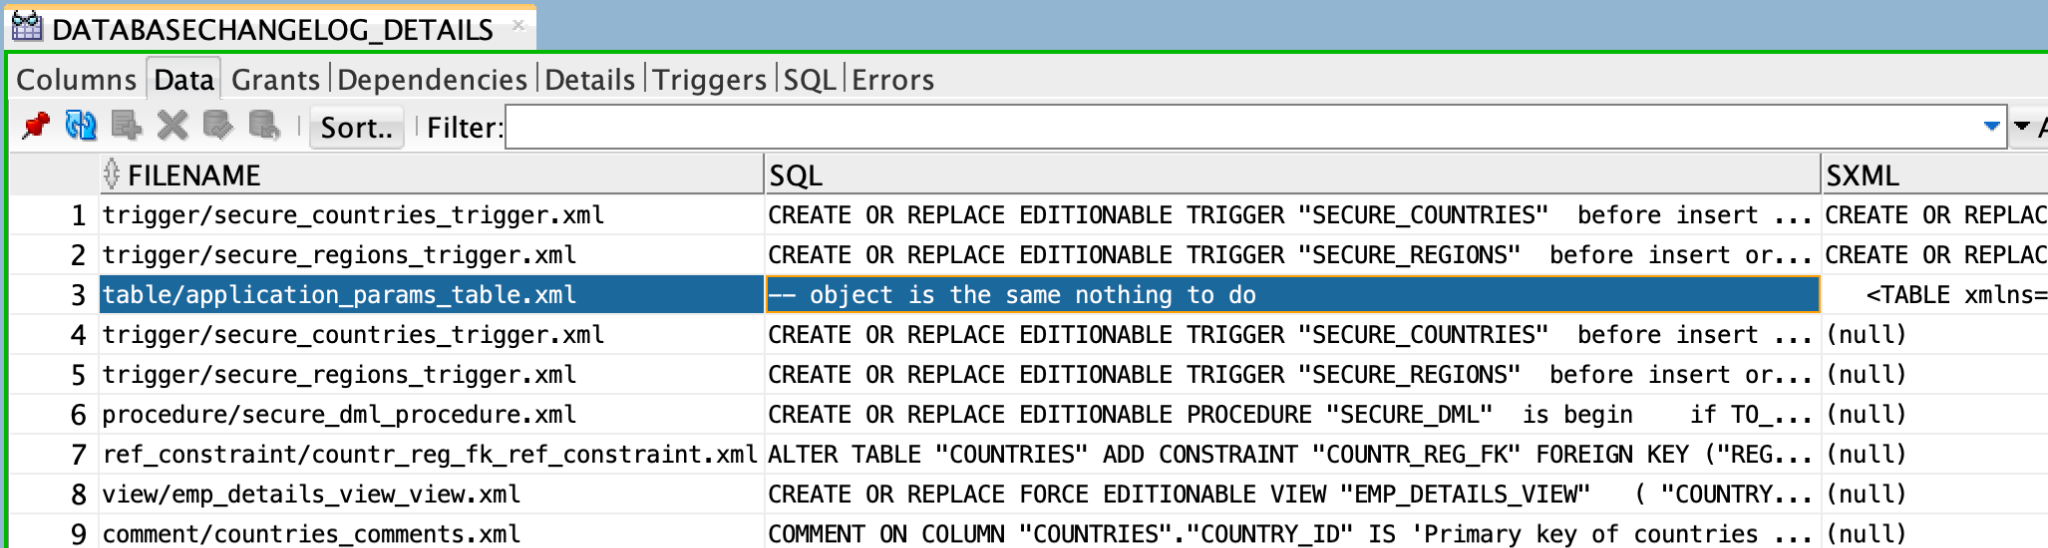 DATABASECHANGELOG_DETAILS
Columns Data Grants Dependencies Details Triggers SQL Errors
Sort.. Filter:
FILENAME SQL SXML
1 trigger/secure_countries_trigger.xml CREATE OR REPLACE EDITIONABLE TRIGGER "SECURE_COUNTRIES"  before insert ... CREATE OR REPLAC
2 trigger/secure_regions_trigger.xml CREATE OR REPLACE EDITIONABLE TRIGGER "SECURE_REGIONS"  before insert or... CREATE OR REPLAC
3 table/application_params_table.xml -- object is the same nothing to do <TABLE xmlns=
4 trigger/secure_countries_trigger.xml CREATE OR REPLACE EDITIONABLE TRIGGER "SECURE_COUNTRIES"  before insert ... (null)
5 trigger/secure_regions_trigger.xml CREATE OR REPLACE EDITIONABLE TRIGGER "SECURE_REGIONS"  before insert or... (null)
6 procedure/secure_dml_procedure.xml CREATE OR REPLACE EDITIONABLE PROCEDURE "SECURE_DML"  is begin    if TO_... (null)
7 ref_constraint/countr_reg_fk_ref_constraint.xml ALTER TABLE "COUNTRIES" ADD CONSTRAINT "COUNTR_REG_FK" FOREIGN KEY ("REG... (null)
8 view/emp_details_view_view.xml CREATE OR REPLACE FORCE EDITIONABLE VIEW "EMP_DETAILS_VIEW"   ( "COUNTRY... (null)
9 comment/countries_comments.xml COMMENT ON COLUMN "COUNTRIES"."COUNTRY_ID" IS 'Primary key of countries ... (null)